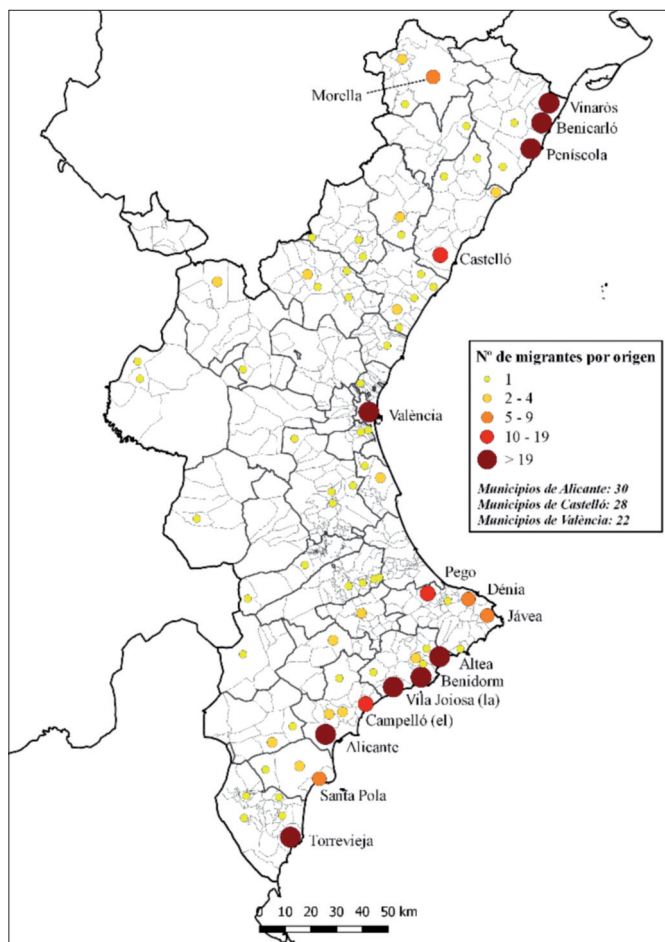 Morella
Vinaròs
Benicarló
Peníscola
Castelló
Nº de migrantes por origen
1
2 - 4
5 - 9
10 - 19
> 19
Municipios de Alicante: 30
Municipios de Castelló: 28
Municipios de València: 22
València
Pego
Dénia
Jávea
Altea
Benidorm
Vila Joiosa (la)
Campelló (el)
Alicante
Santa Pola
Torrevieja
0 10 20 30 40 50 km